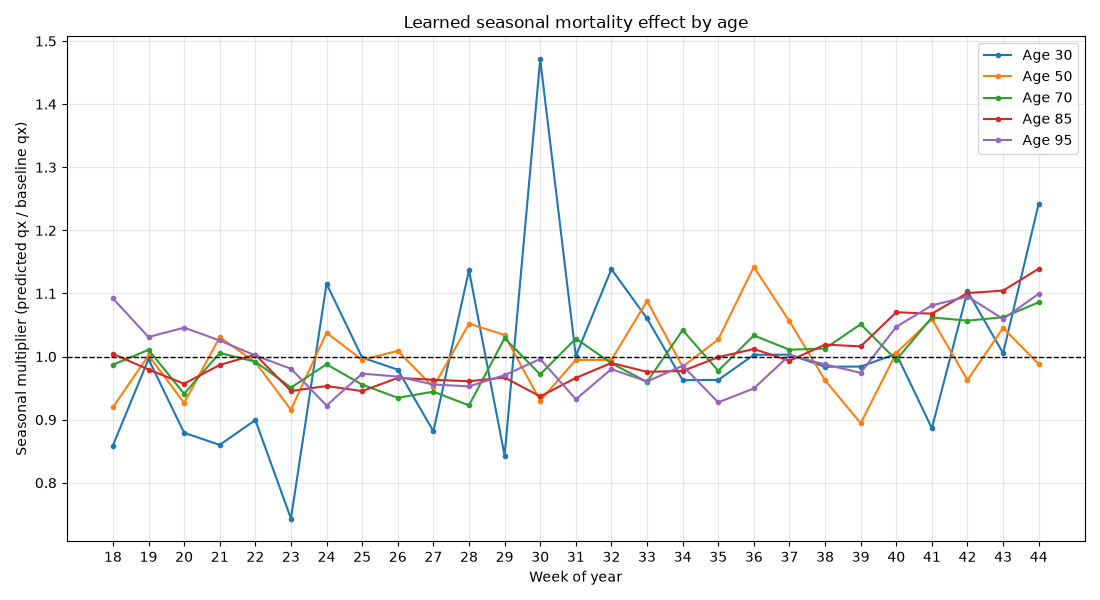 Learned seasonal mortality effect by age
Seasonal multiplier (predicted qx / baseline qx)
1.5
1.4
1.3
1.2
1.1
1.0
0.9
0.8
Age 30
Age 50
Age 70
Age 85
Age 95
18 19 20 21 22 23 24 25 26 27 28 29 30 31 32 33 34 35 36 37 38 39 40 41 42 43 44
Week of year